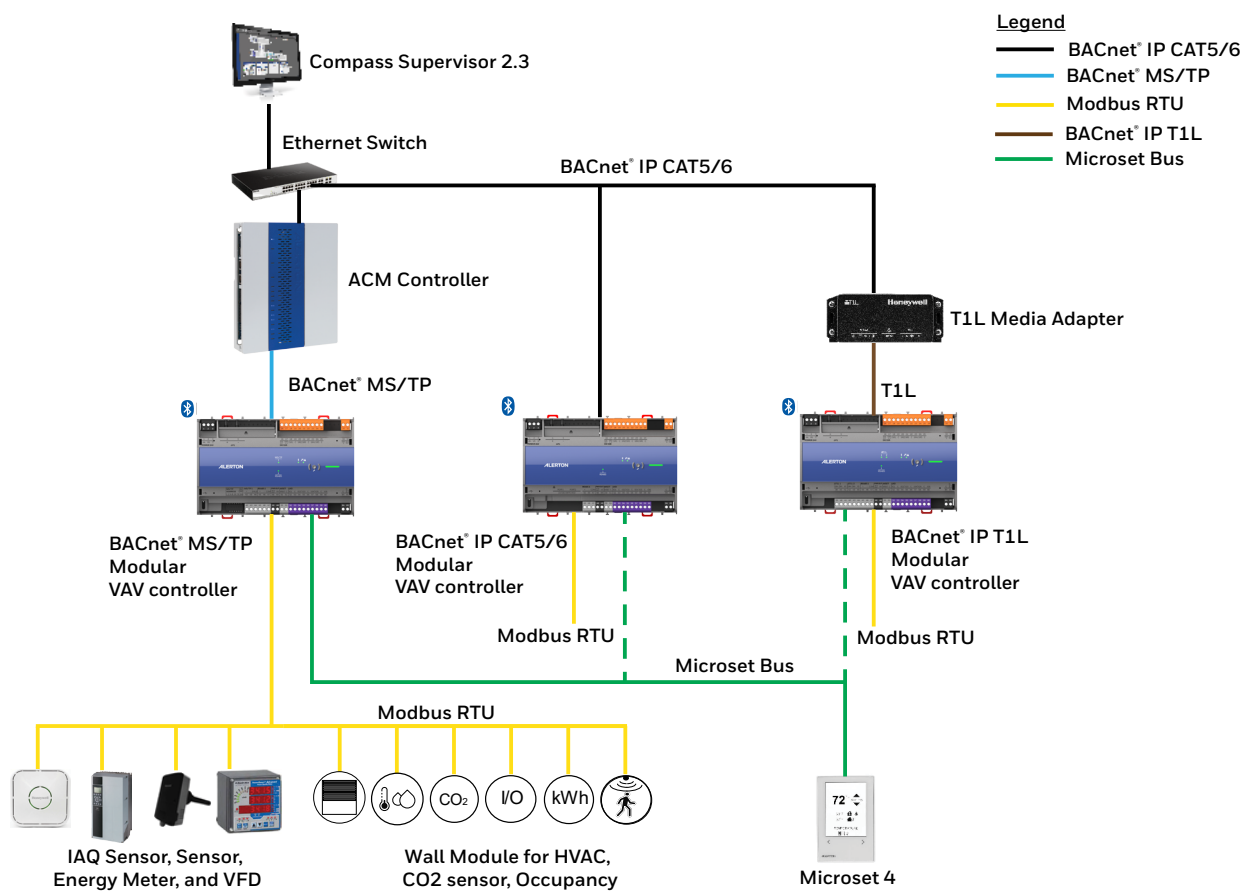 Legend
BACnet® IP CAT5/6
BACnet® MS/TP
Modbus RTU
BACnet® IP T1L
Microset Bus
Compass Supervisor 2.3
Ethernet Switch
BACnet® IP CAT5/6
ACM Controller
T1L
Honeywell
T1L Media Adapter
BACnet® MS/TP
T1L
ALERTON
ALERTON
ALERTON
BACnet® MS/TP
Modular
VAV controller
BACnet® IP CAT5/6
Modular
VAV controller
BACnet® IP T1L
Modular
VAV controller
Modbus RTU
Modbus RTU
Microset Bus
Modbus RTU
CO₂
I/O
kWh
72
ALERTON
IAQ Sensor, Sensor,
Energy Meter, and VFD
Wall Module for HVAC,
CO2 sensor, Occupancy
Microset 4